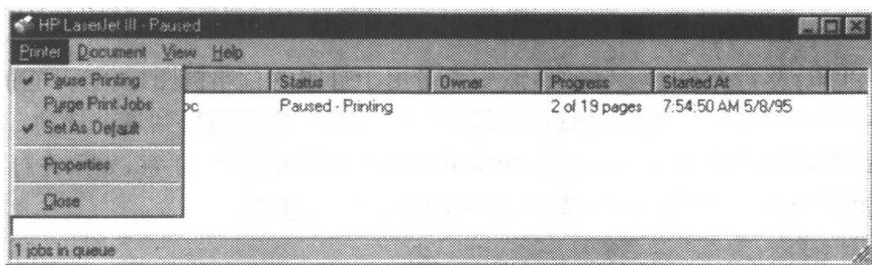 HP LaserJet III - Paused
Printer Document View Help
Status Owner Progress Started At
Pause Printing
Purge Print Jobs
oc Paused - Printing 2 of 19 pages 7:54:50 AM 5/8/95
Set As Default
Properties
Close
1 jobs in queue